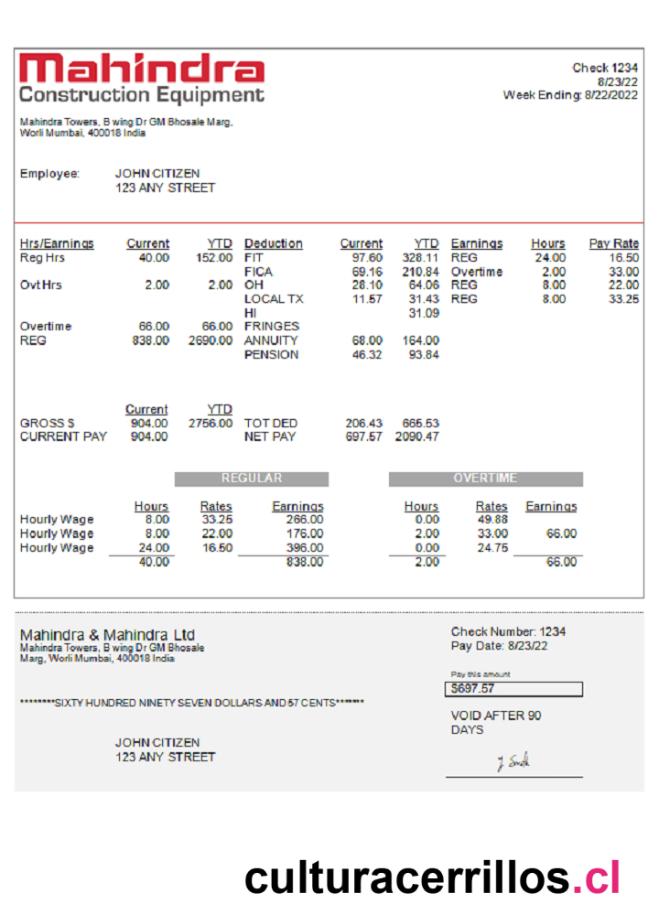 Mahindra
Construction Equipment
Check 1234
8/23/22
Week Ending: 8/22/2022
Mahindra Towers, B wing Dr GM Bhosale Marg,
Worli Mumbai, 400018 India
Employee: JOHN CITIZEN
123 ANY STREET
Hrs/Earnings Current YTD Deduction Current YTD Earnings Hours Pay Rate
Reg Hrs 40.00 152.00 FIT 97.60 328.11 REG 24.00 16.50
FICA 69.16 210.84 Overtime 2.00 33.00
Ovt Hrs 2.00 2.00 OH 28.10 64.06 REG 8.00 22.00
LOCAL TX 11.57 31.43 REG 8.00 33.25
HI 31.09
Overtime 66.00 66.00 FRINGES
REG 838.00 2690.00 ANNUITY 68.00 164.00
PENSION 46.32 93.84
Current YTD
GROSS $ 904.00 2756.00 TOT DED 206.43 665.53
CURRENT PAY 904.00 NET PAY 697.57 2090.47
REGULAR OVERTIME
Hours Rates Earnings Hours Rates Earnings
Hourly Wage 8.00 33.25 266.00 0.00 49.88
Hourly Wage 8.00 22.00 176.00 2.00 33.00 66.00
Hourly Wage 24.00 16.50 396.00 0.00 24.75
40.00 838.00 2.00 66.00
Mahindra & Mahindra Ltd
Mahindra Towers, B wing Dr GM Bhosale
Marg, Worli Mumbai, 400018 India
Check Number: 1234
Pay Date: 8/23/22
Pay this amount
$697.57
********SIXTY HUNDRED NINETY SEVEN DOLLARS AND 57 CENTS********
VOID AFTER 90
DAYS
JOHN CITIZEN
123 ANY STREET
J Smith
culturacerrillos.cl